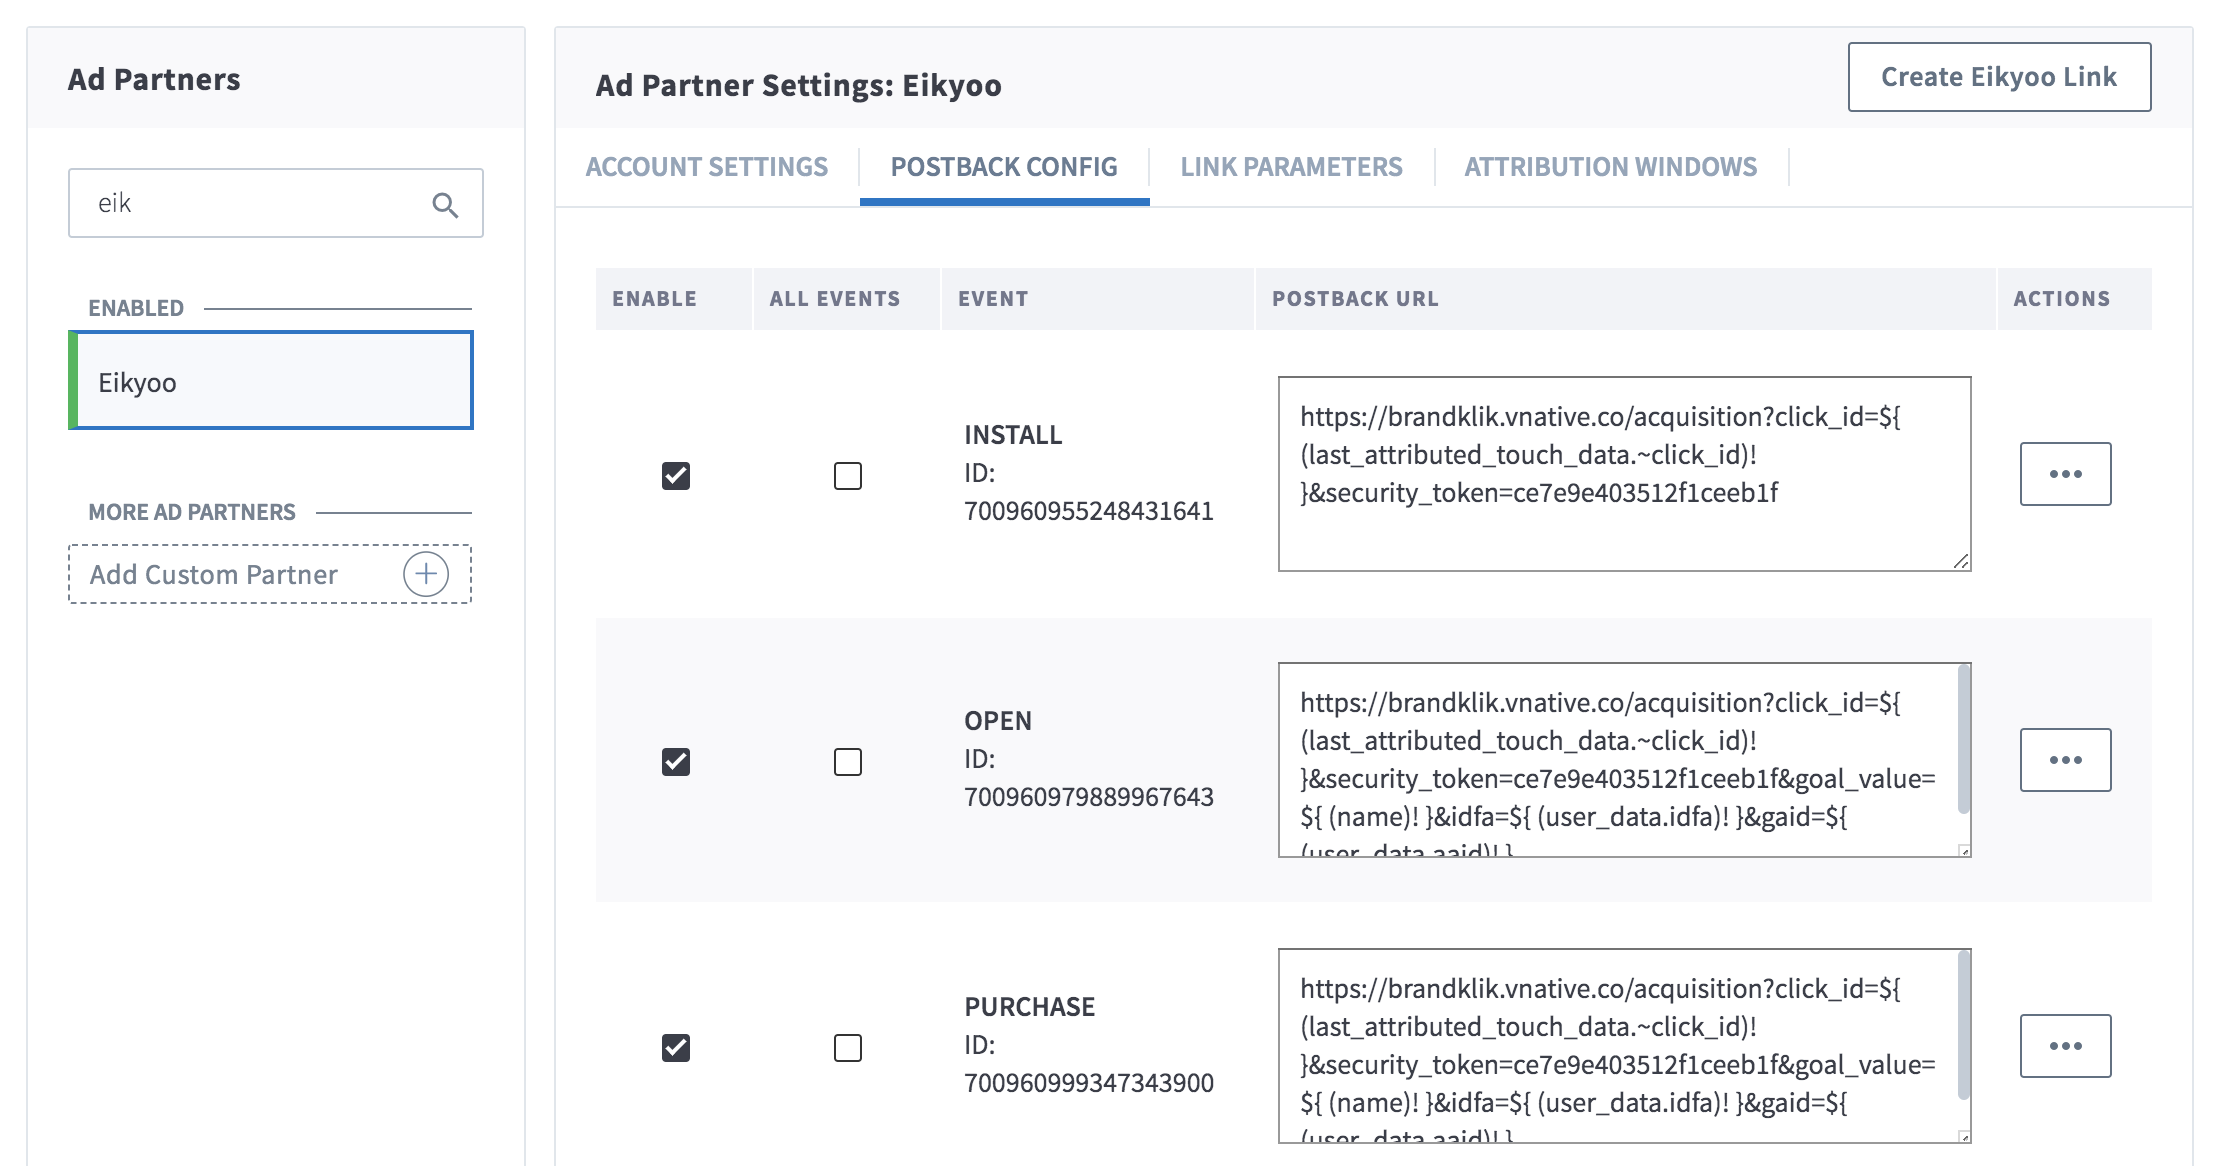 Ad Partners
eik
ENABLED
Eikyoo
MORE AD PARTNERS
Add Custom Partner
Ad Partner Settings: Eikyoo
Create Eikyoo Link
ACCOUNT SETTINGS
POSTBACK CONFIG
LINK PARAMETERS
ATTRIBUTION WINDOWS
ENABLE
ALL EVENTS
EVENT
POSTBACK URL
ACTIONS
INSTALL
ID:
700960955248431641
https://brandklik.vnative.co/acquisition?click_id=${
(last_attributed_touch_data.~click_id)!
}&security_token=ce7e9e403512f1ceeb1f
OPEN
ID:
700960979889967643
https://brandklik.vnative.co/acquisition?click_id=${
(last_attributed_touch_data.~click_id)!
}&security_token=ce7e9e403512f1ceeb1f&goal_value=
${ (name)! }&idfa=${ (user_data.idfa)! }&gaid=${
(user_data.aaid)! }
PURCHASE
ID:
700960999347343900
https://brandklik.vnative.co/acquisition?click_id=${
(last_attributed_touch_data.~click_id)!
}&security_token=ce7e9e403512f1ceeb1f&goal_value=
${ (name)! }&idfa=${ (user_data.idfa)! }&gaid=${
(user_data.aaid)! }